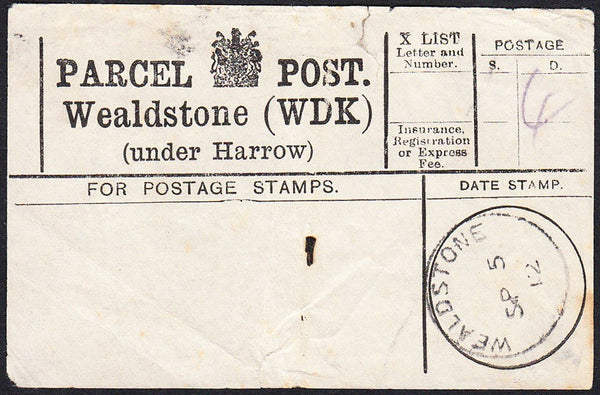 PARCEL POST.
Wealdstone (WDK)
(under Harrow)
X LIST
Letter and
Number.
Insurance,
Registration
or Express
Fee.
POSTAGE
S. D.
4
FOR POSTAGE STAMPS.
DATE STAMP.
WEALDSTONE
SP 5
12